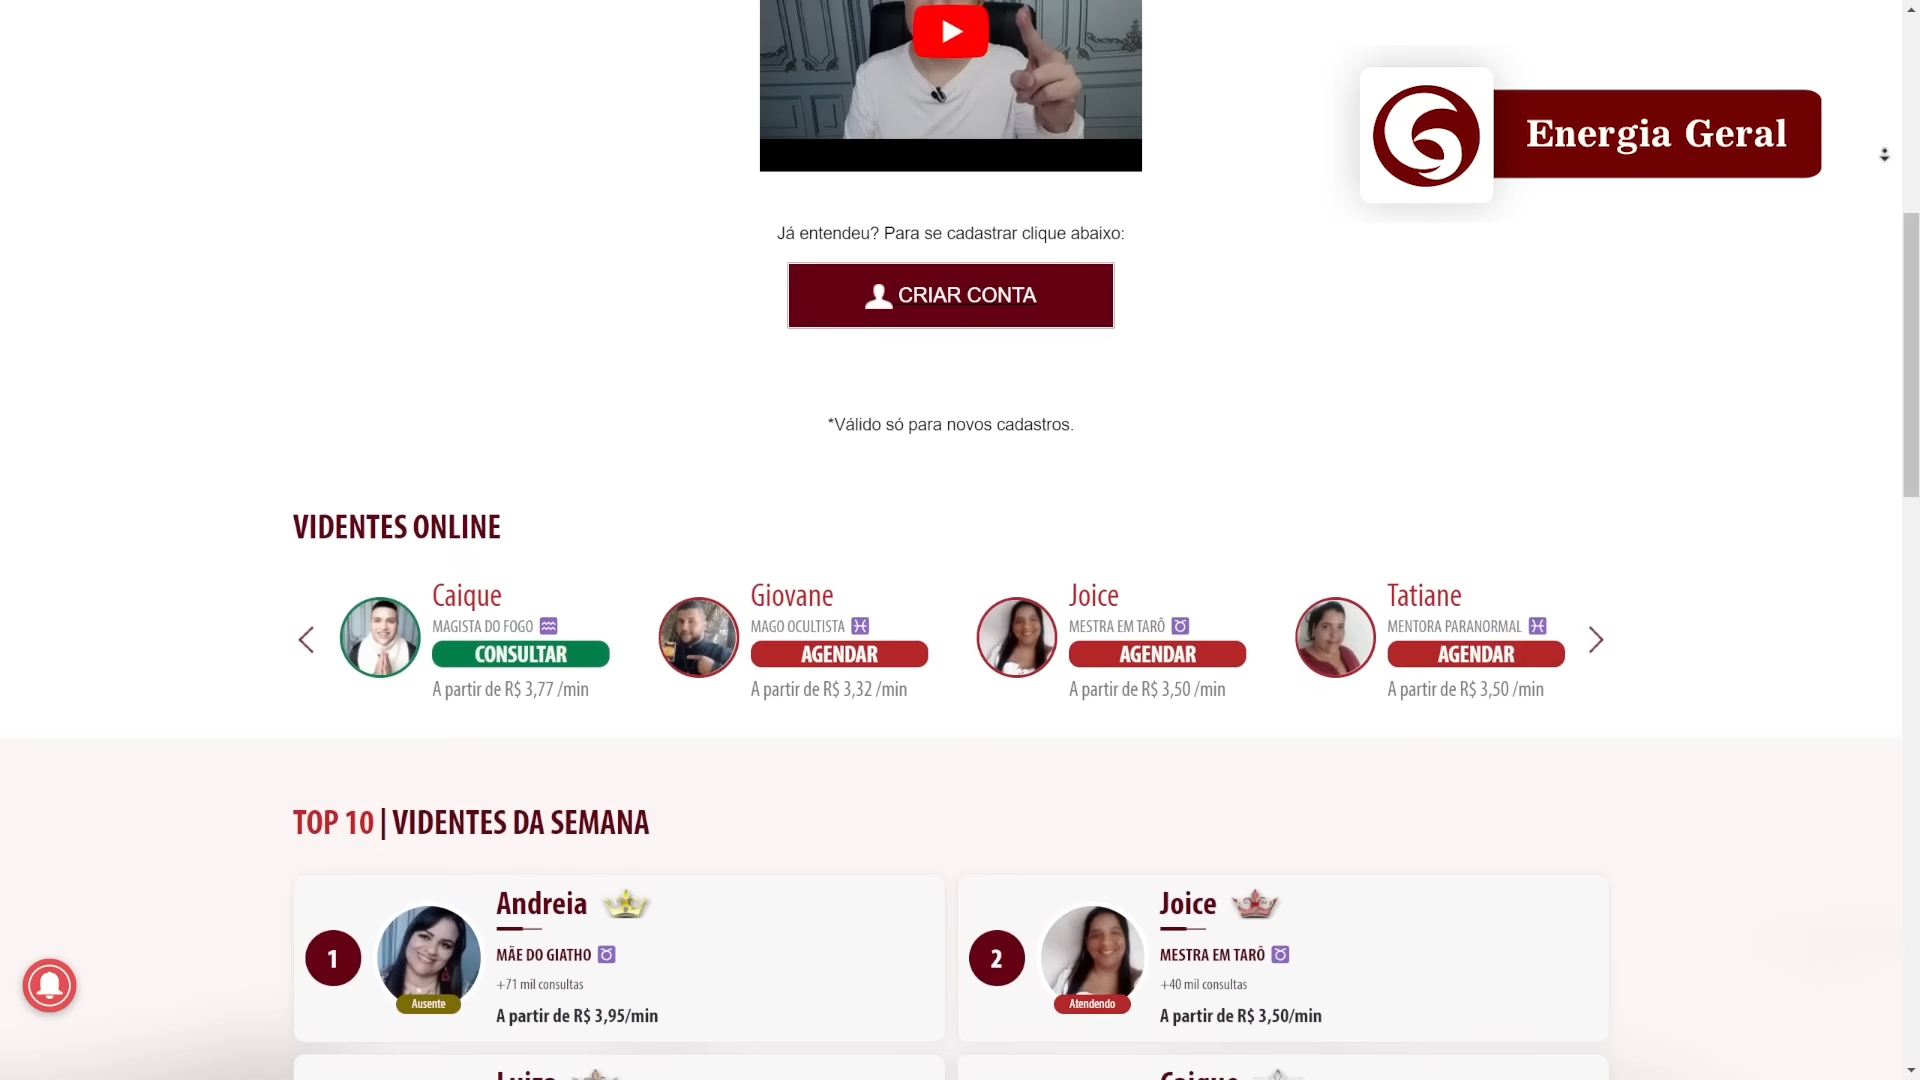 Energia Geral
Já entendeu? Para se cadastrar clique abaixo:
CRIAR CONTA
*Válido só para novos cadastros.
VIDENTES ONLINE
Caique
MAGISTA DO FOGO
CONSULTAR
A partir de R$ 3,77 /min
Giovane
MAGO OCULTISTA
AGENDAR
A partir de R$ 3,32 /min
Joice
MESTRA EM TARÔ
AGENDAR
A partir de R$ 3,50 /min
Tatiane
MENTORA PARANORMAL
AGENDAR
A partir de R$ 3,50 /min
TOP 10 | VIDENTES DA SEMANA
1
Andreia
MÃE DO GIATHO
+71 mil consultas
Ausente
A partir de R$ 3,95/min
2
Joice
MESTRA EM TARÔ
+40 mil consultas
Atendendo
A partir de R$ 3,50/min
Luiza
Caique